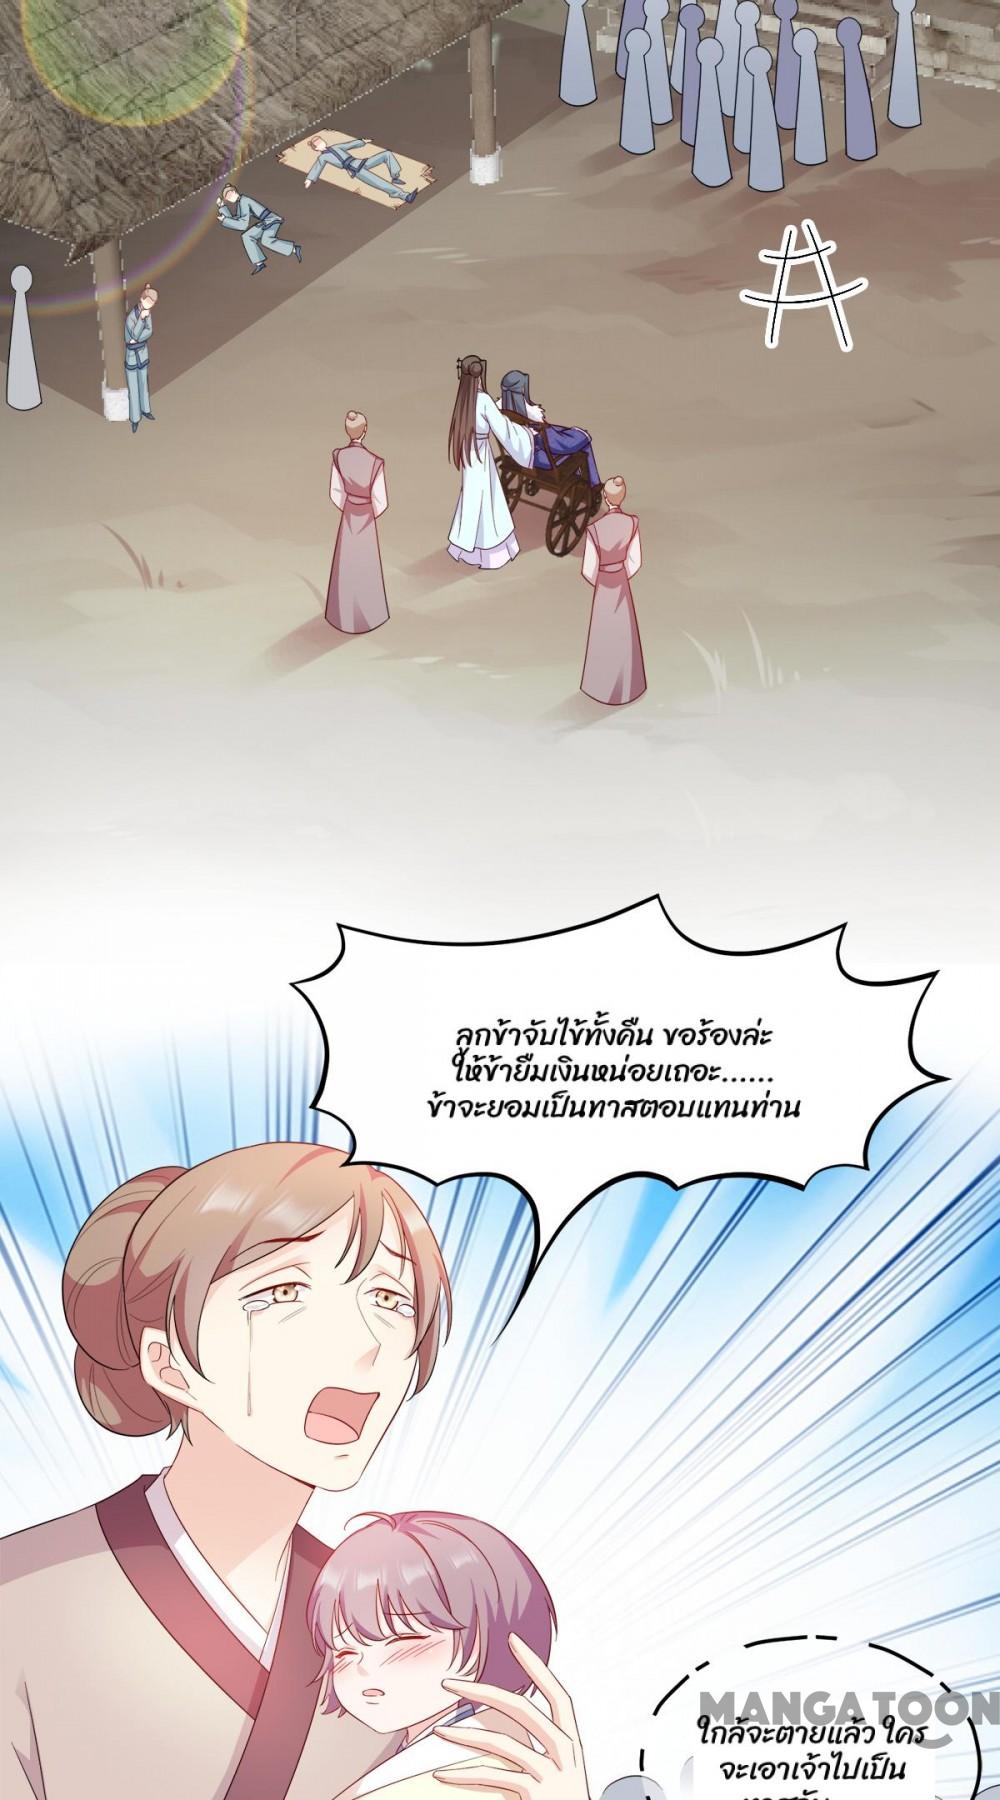 ลูกข้าจับไข้ทั้งคืน ขอร้องล่ะ
ให้ข้ายืมเงินหน่อยเถอะ......
ข้าจะยอมเป็นทาสตอบแทนท่าน
MANGATOON
ใกล้จะตายแล้ว ใคร
จะเอาเจ้าไปเป็น